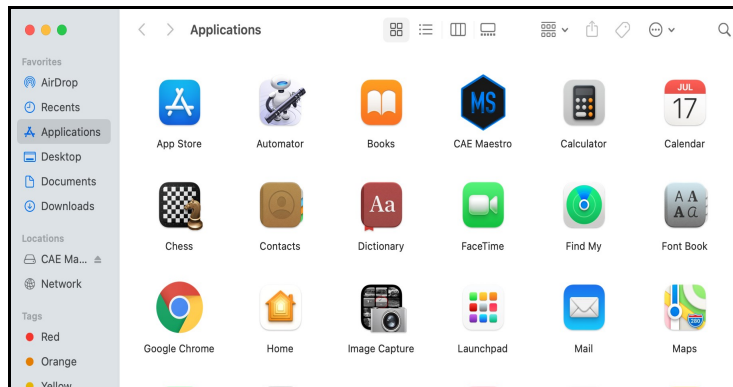 Applications
Favorites
AirDrop
Recents
Applications
Desktop
Documents
Downloads
Locations
CAE Ma...
Network
Tags
Red
Orange
Yellow
MS
JUL
17
App Store
Automator
Books
CAE Maestro
Calculator
Calendar
Aa
A A
A a
Chess
Contacts
Dictionary
FaceTime
Find My
Font Book
280
Google Chrome
Home
Image Capture
Launchpad
Mail
Maps